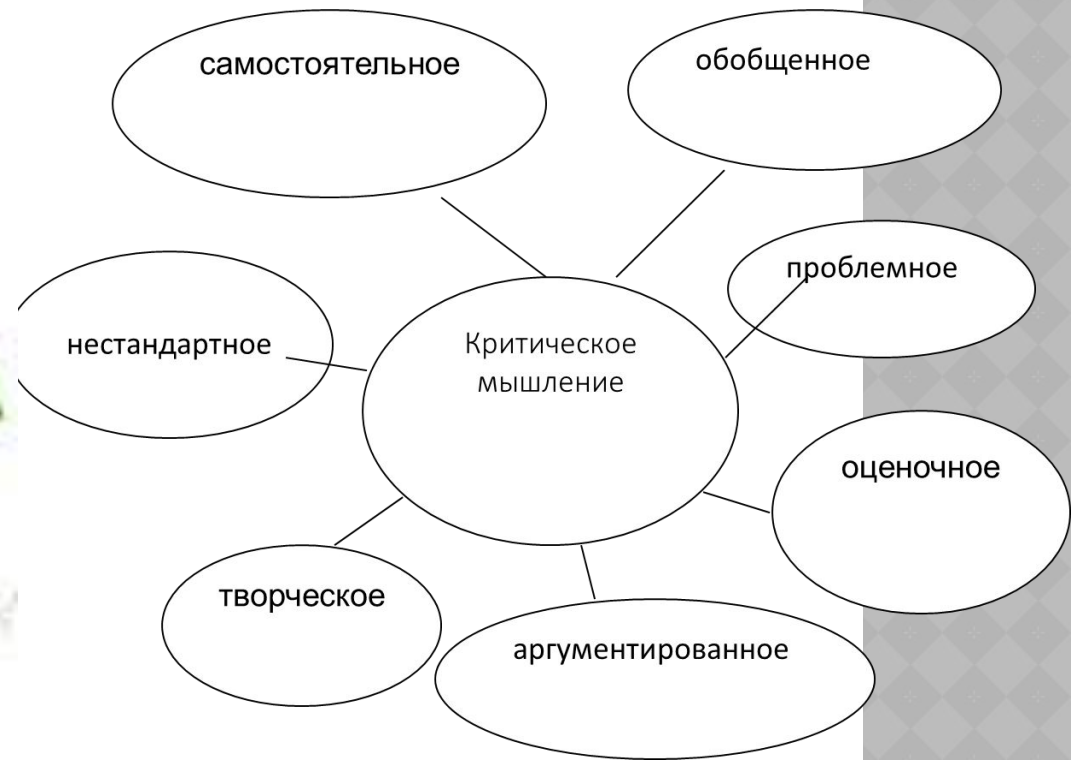 самостоятельное
обобщенное
проблемное
нестандартное
Критическое
мышление
оценочное
творческое
аргументированное